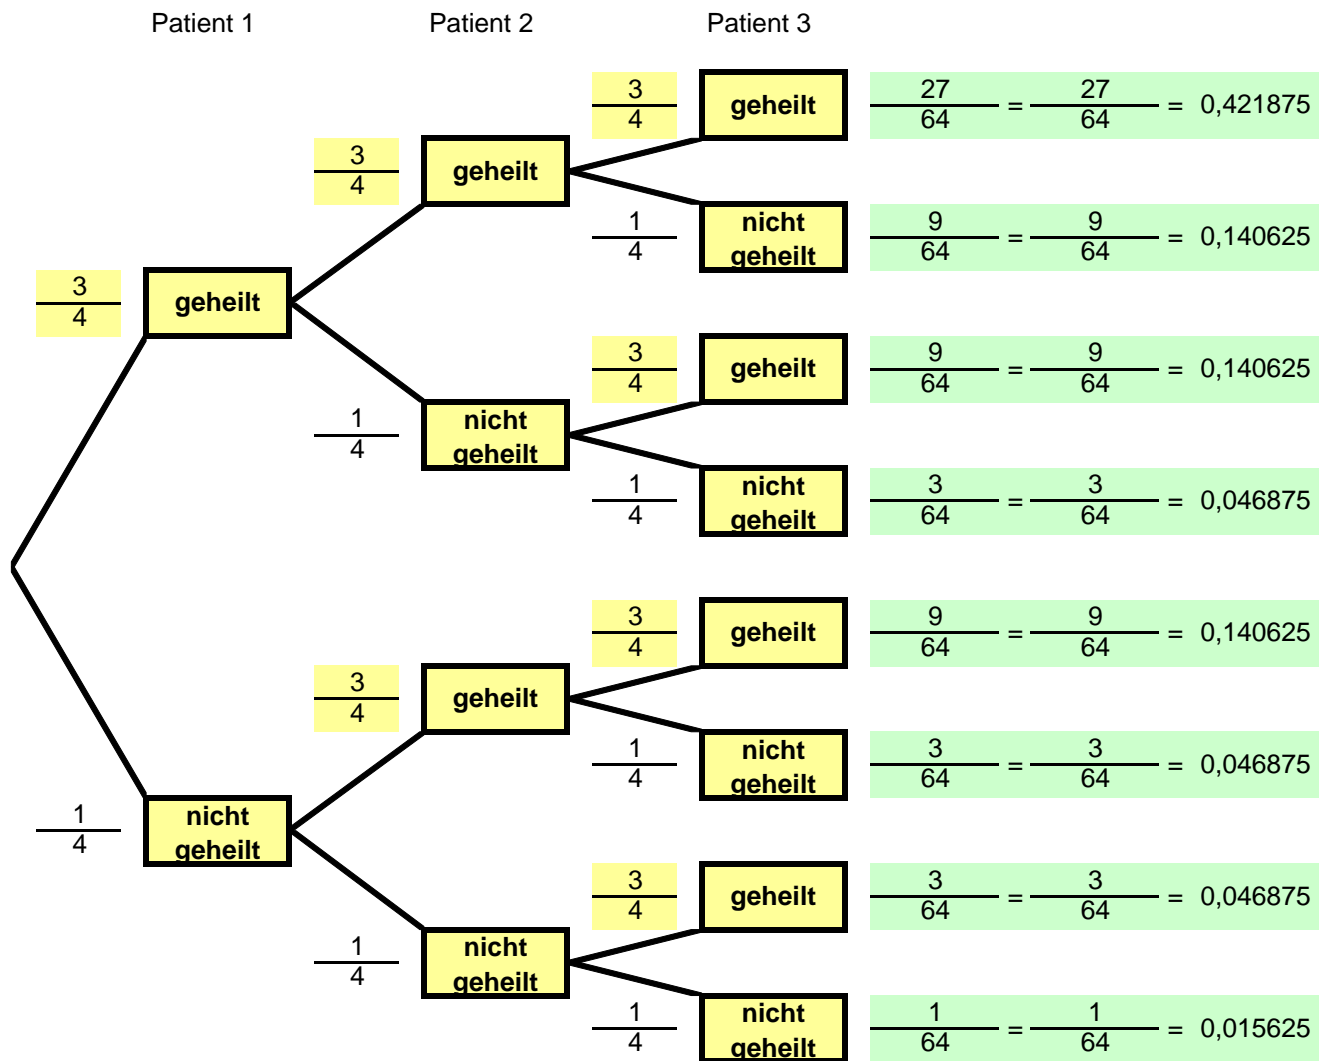 Patient 1 Patient 2 Patient 3
3/4 geheilt 27/64 = 27/64 = 0,421875
3/4 geheilt
1/4 nicht geheilt 9/64 = 9/64 = 0,140625
3/4 geheilt
3/4 geheilt 9/64 = 9/64 = 0,140625
1/4 nicht geheilt
1/4 nicht geheilt 3/64 = 3/64 = 0,046875
3/4 geheilt 9/64 = 9/64 = 0,140625
3/4 geheilt
1/4 nicht geheilt 3/64 = 3/64 = 0,046875
1/4 nicht geheilt
3/4 geheilt 3/64 = 3/64 = 0,046875
1/4 nicht geheilt
1/4 nicht geheilt 1/64 = 1/64 = 0,015625